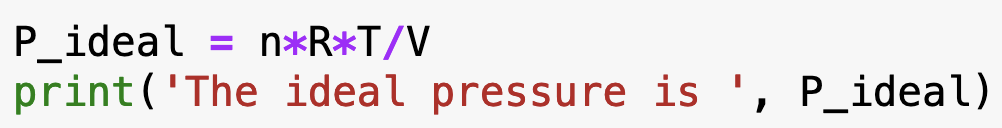 P_ideal = n*R*T/V
print('The ideal pressure is ', P_ideal)